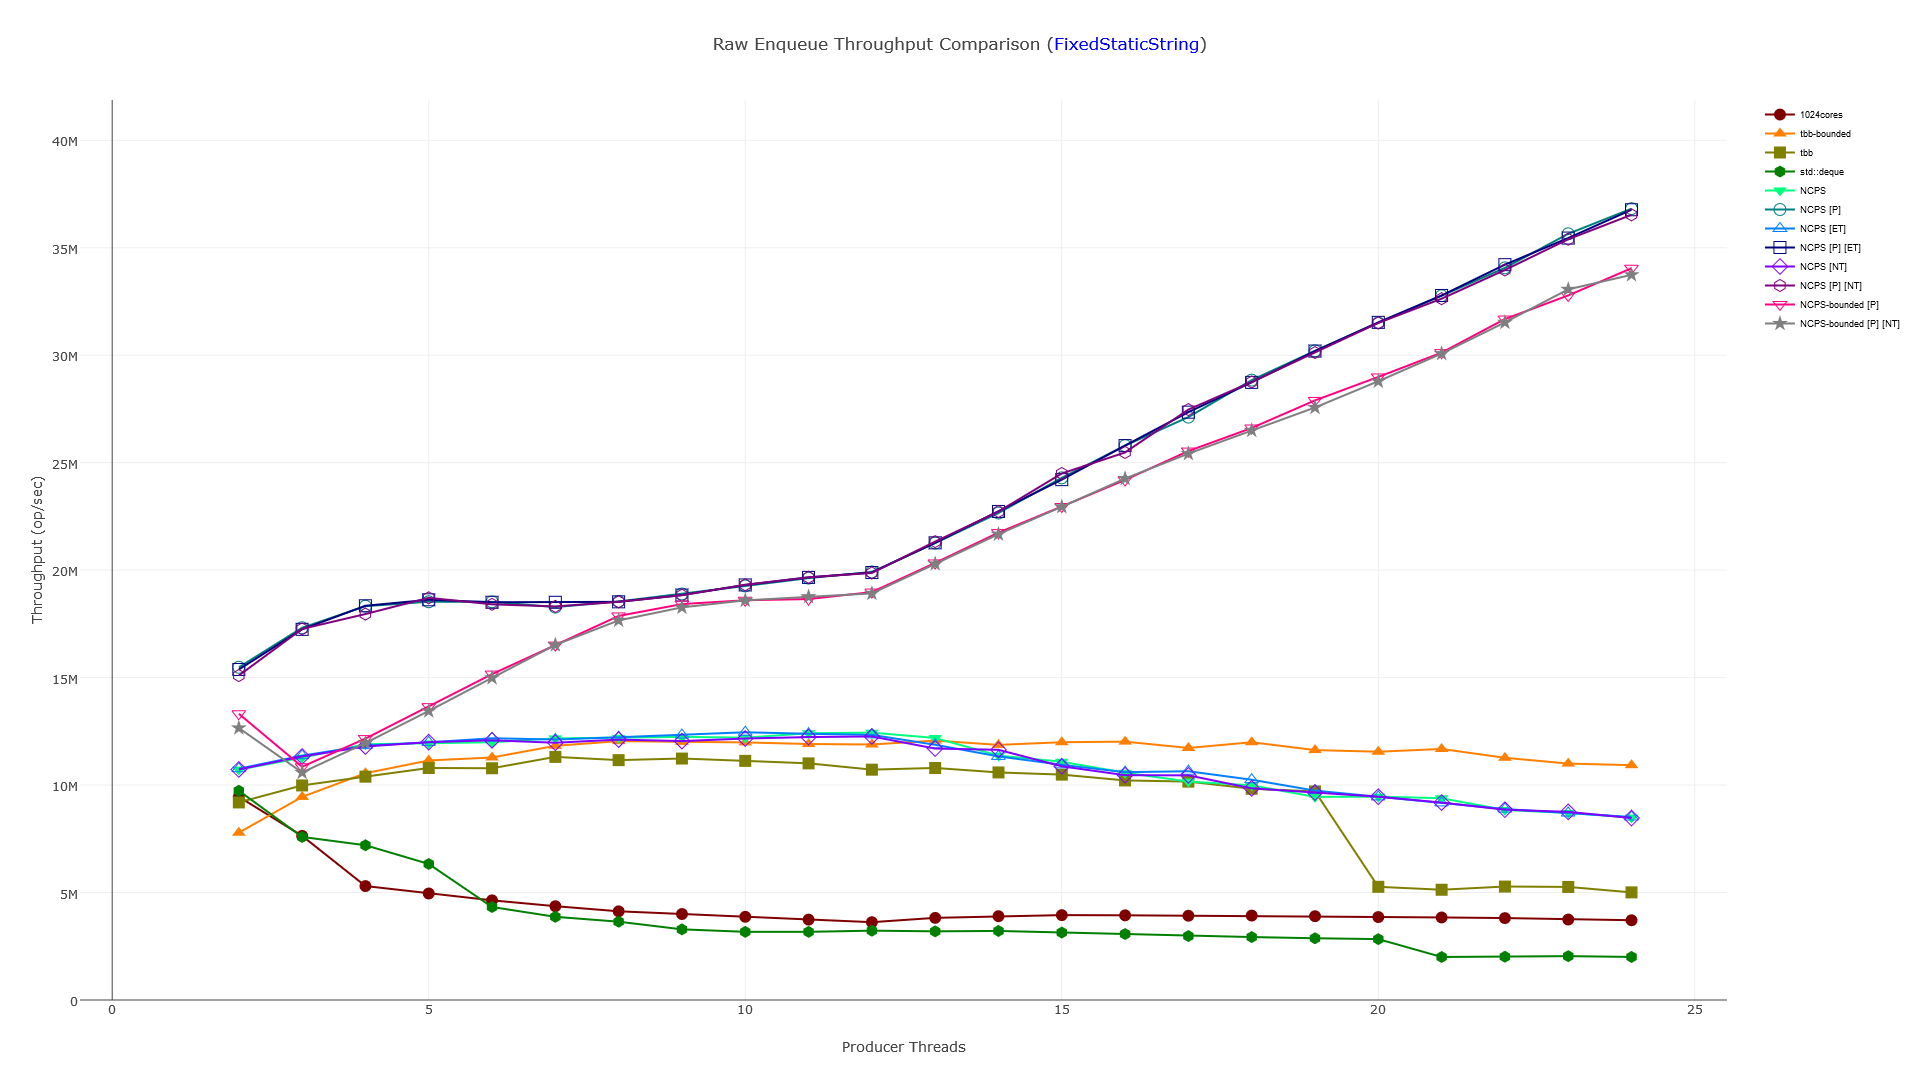 Raw Enqueue Throughput Comparison (FixedStaticString)
1024cores
tbb-bounded
tbb
std::deque
NCPS
NCPS [P]
NCPS [ET]
NCPS [P] [ET]
NCPS [NT]
NCPS [P] [NT]
NCPS-bounded [P]
NCPS-bounded [P] [NT]
40M
35M
30M
25M
20M
15M
10M
5M
0
Throughput (op/sec)
0 5 10 15 20 25
Producer Threads